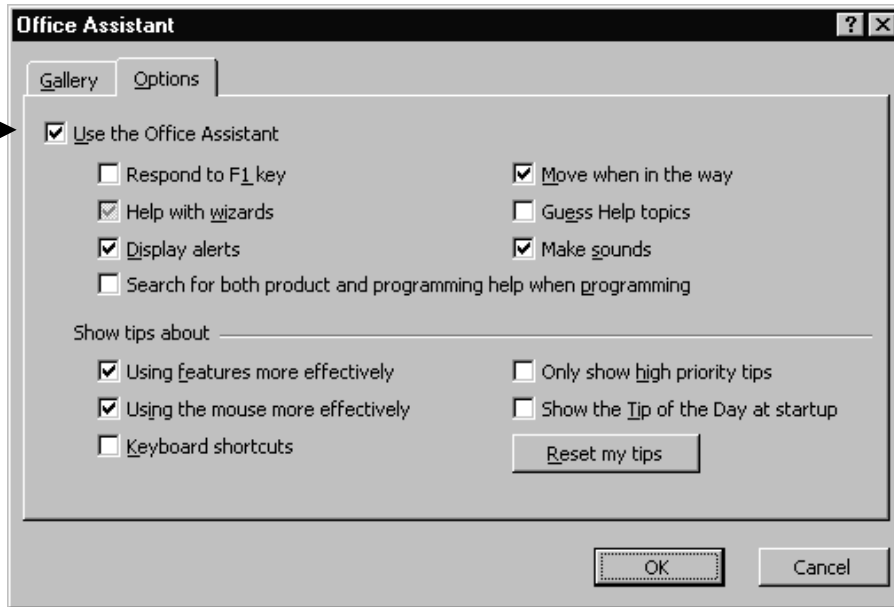 Office Assistant
Gallery Options
Use the Office Assistant
Respond to F1 key Move when in the way
Help with wizards Guess Help topics
Display alerts Make sounds
Search for both product and programming help when programming
Show tips about
Using features more effectively Only show high priority tips
Using the mouse more effectively Show the Tip of the Day at startup
Keyboard shortcuts Reset my tips
OK Cancel